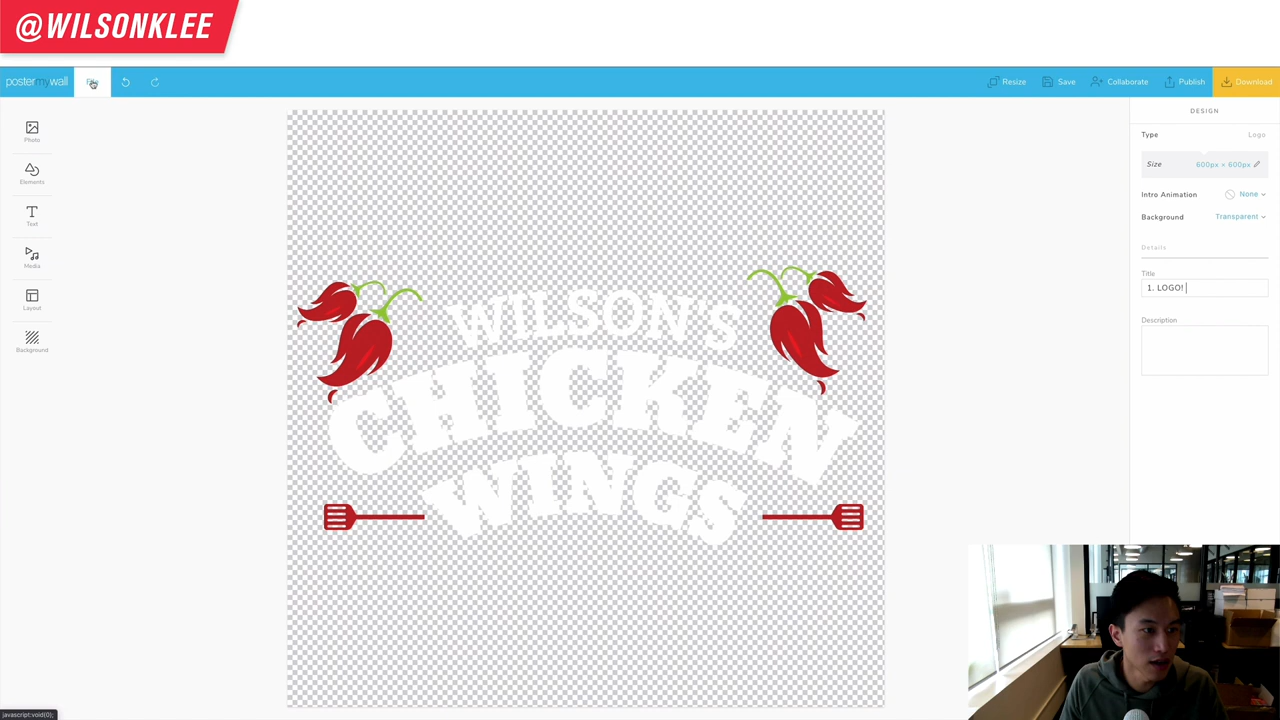 @WILSONKLEE
postermywall
File
Resize
Save
Collaborate
Publish
Download
Photo
Elements
Text
Media
Layout
Background
WILSON'S
CHICKEN
WINGS
DESIGN
Type Logo
Size 600px × 600px
Intro Animation None
Background Transparent
Details
Title
1. LOGO!
Description
javascript:void(0);